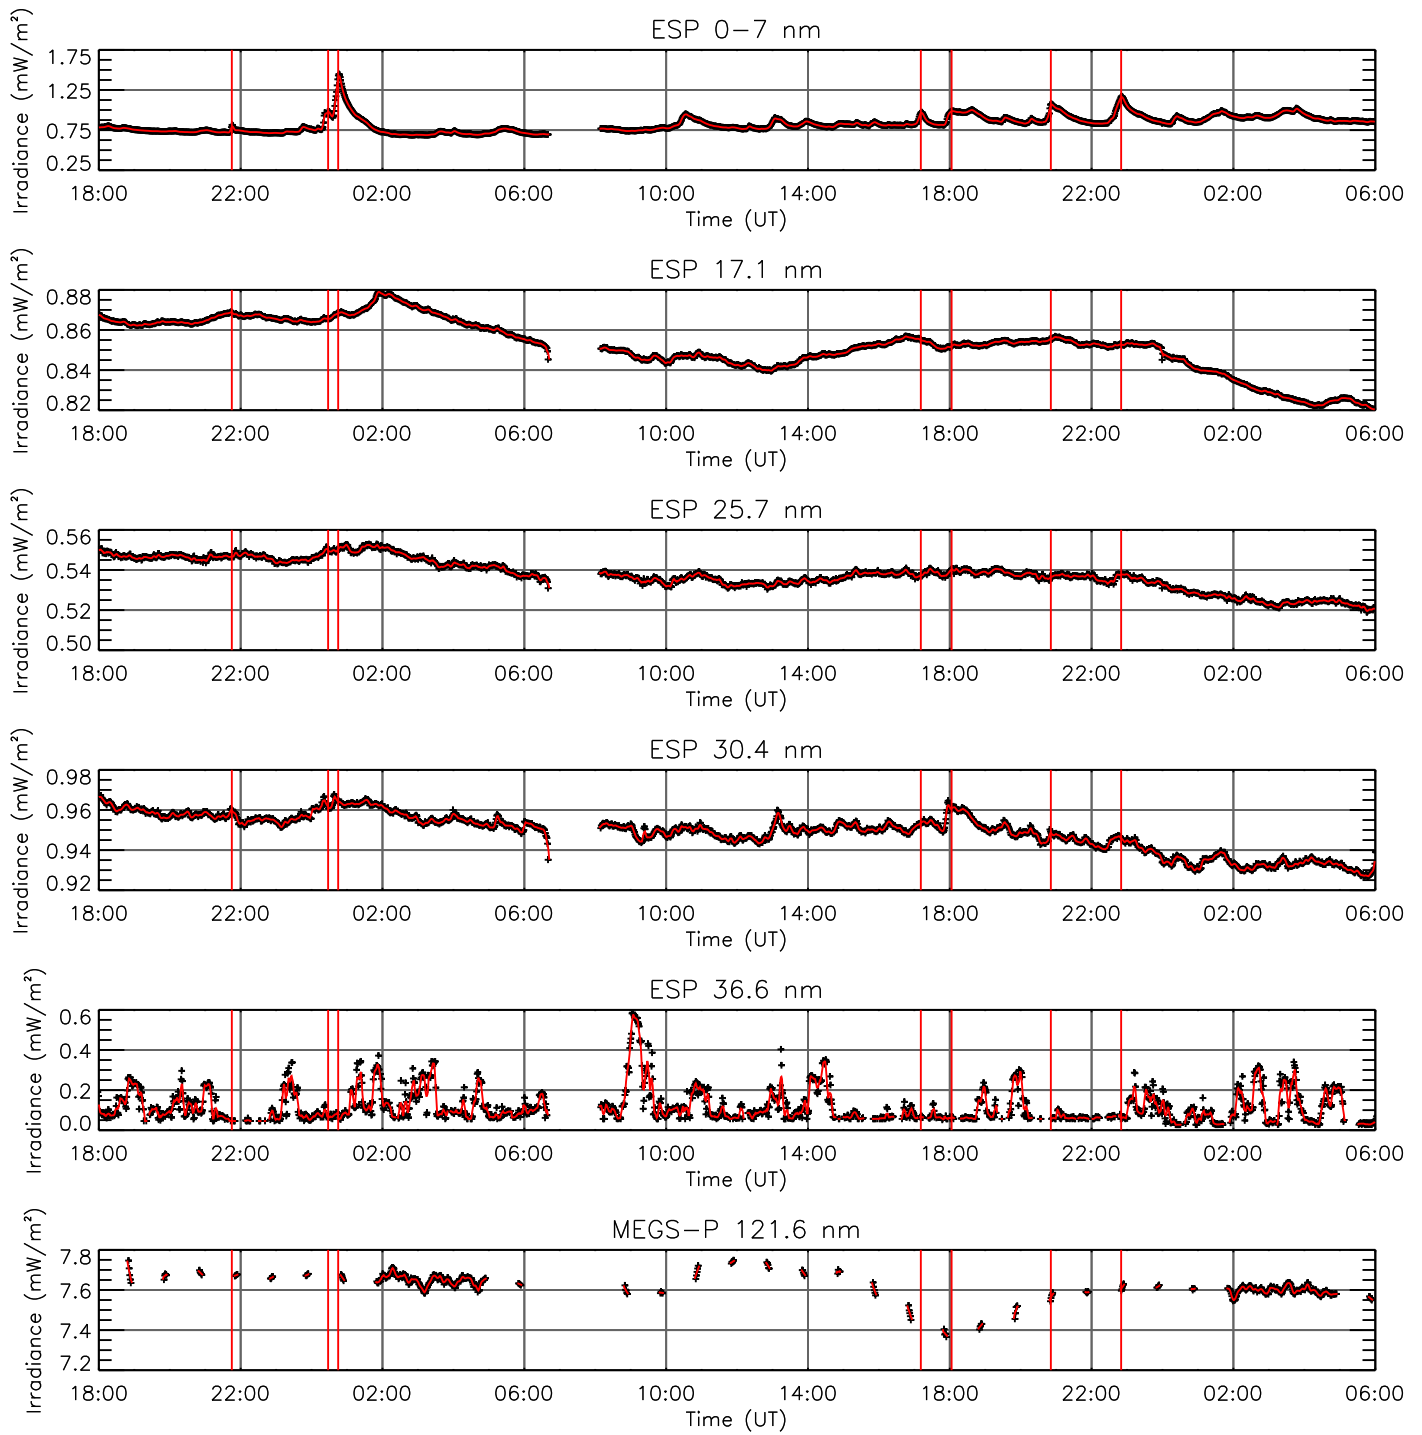 ESP 0-7 nm
Irradiance (mW/m²)
1.75
1.25
0.75
0.25
18:00 22:00 02:00 06:00 10:00 14:00 18:00 22:00 02:00 06:00
Time (UT)
ESP 17.1 nm
Irradiance (mW/m²)
0.88
0.86
0.84
0.82
18:00 22:00 02:00 06:00 10:00 14:00 18:00 22:00 02:00 06:00
Time (UT)
ESP 25.7 nm
Irradiance (mW/m²)
0.56
0.54
0.52
0.50
18:00 22:00 02:00 06:00 10:00 14:00 18:00 22:00 02:00 06:00
Time (UT)
ESP 30.4 nm
Irradiance (mW/m²)
0.98
0.96
0.94
0.92
18:00 22:00 02:00 06:00 10:00 14:00 18:00 22:00 02:00 06:00
Time (UT)
ESP 36.6 nm
Irradiance (mW/m²)
0.6
0.4
0.2
0.0
18:00 22:00 02:00 06:00 10:00 14:00 18:00 22:00 02:00 06:00
Time (UT)
MEGS-P 121.6 nm
Irradiance (mW/m²)
7.8
7.6
7.4
7.2
18:00 22:00 02:00 06:00 10:00 14:00 18:00 22:00 02:00 06:00
Time (UT)